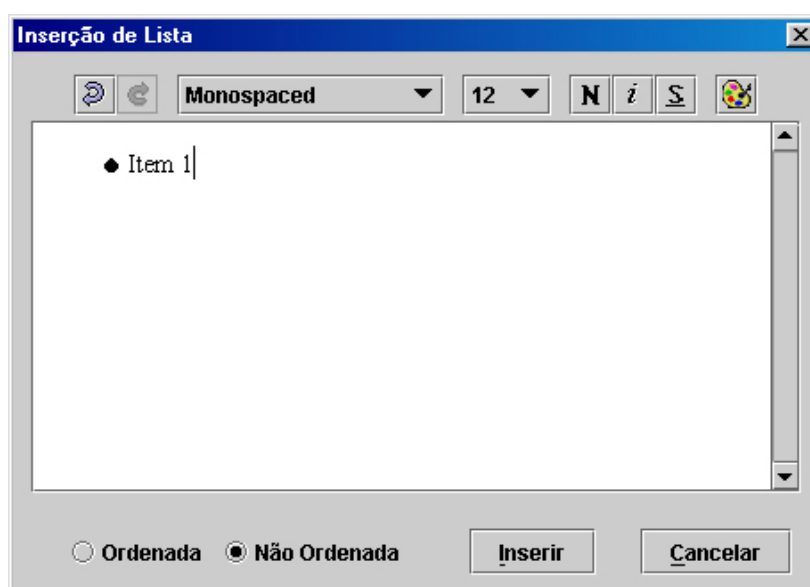 Inserção de Lista
Monospaced 12 N i S
Item 1
Ordenada Não Ordenada Inserir Cancelar